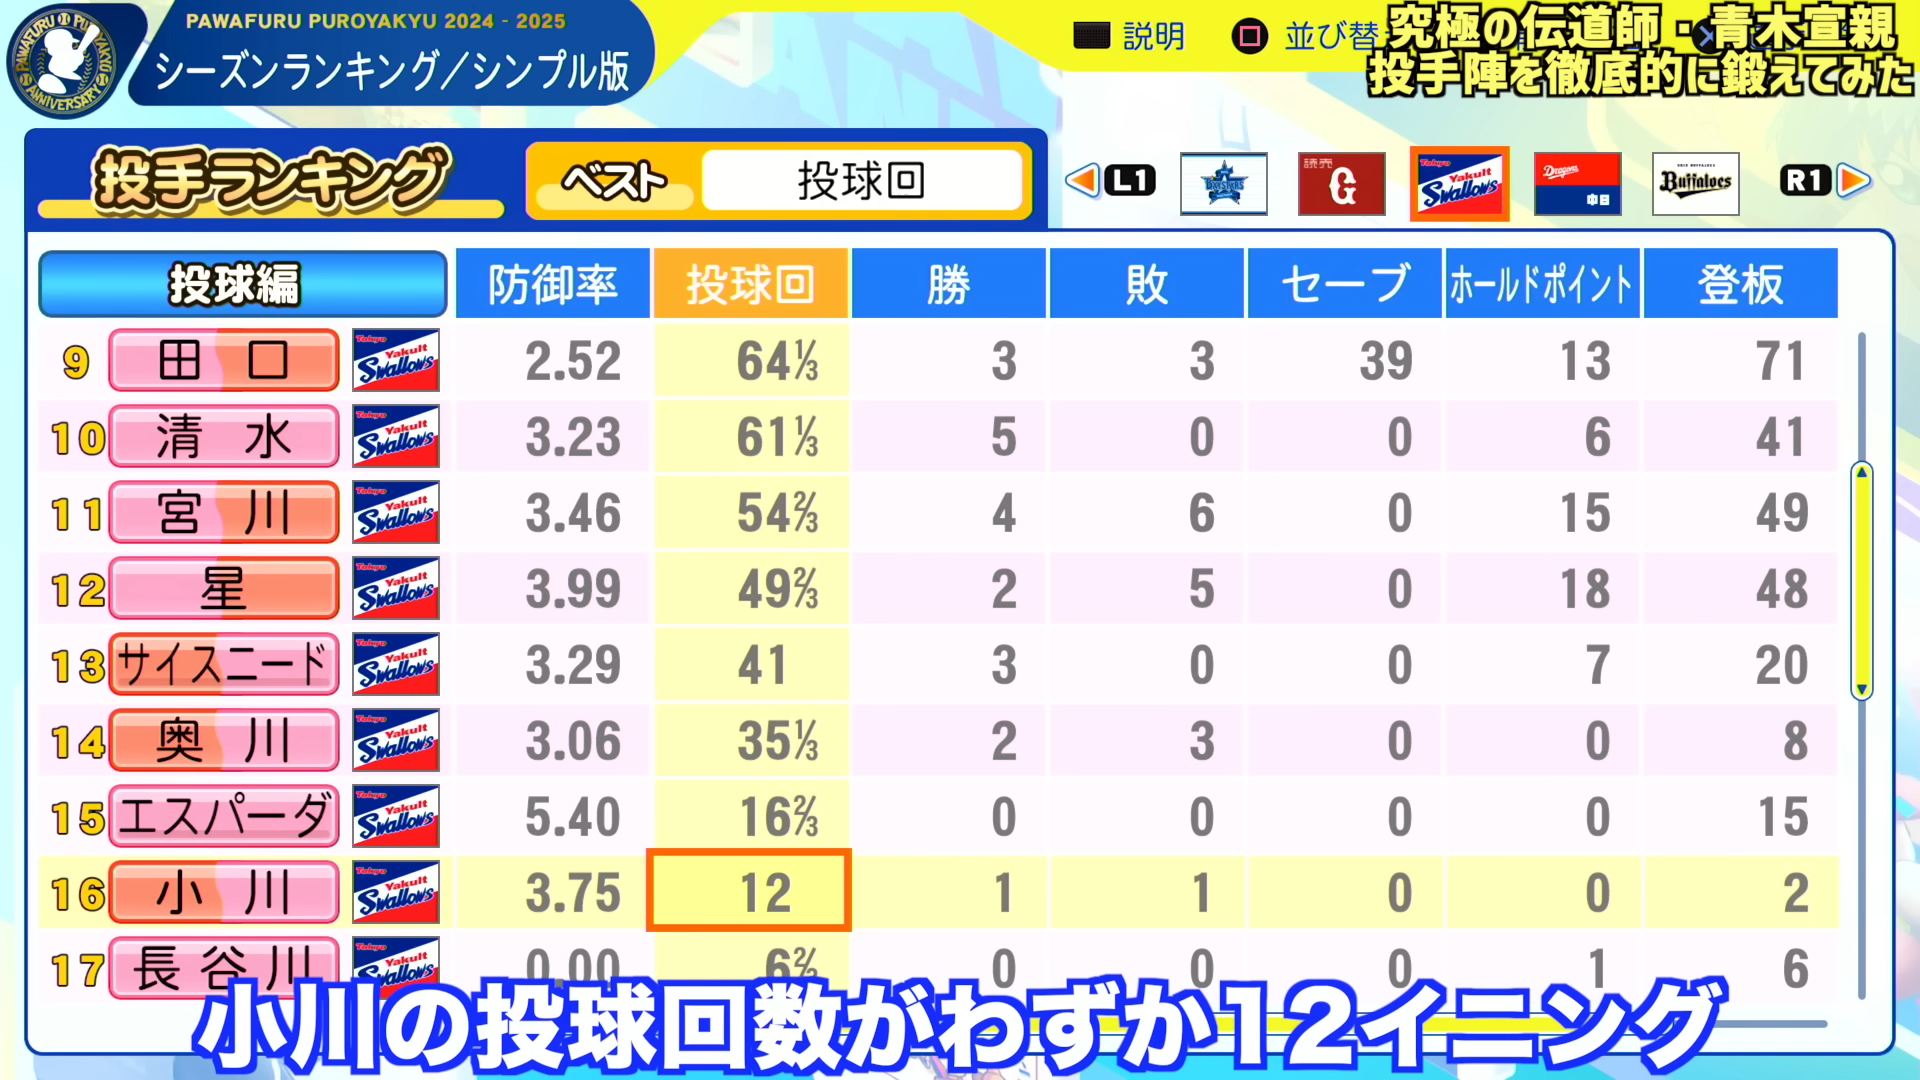 PAWAFURU PUROYAKYU 2024 - 2025
シーズンランキング／シンプル版
説明
並び替
究極の伝道師・青木宣親
投手陣を徹底的に鍛えてみた
投手ランキング
ベスト 投球回
L1 R1
投球編 防御率 投球回 勝 敗 セーブ ホールドポイント 登板
9 田口 2.52 64⅓ 3 3 39 13 71
10 清水 3.23 61⅓ 5 0 0 6 41
11 宮川 3.46 54⅔ 4 6 0 15 49
12 星 3.99 49⅔ 2 5 0 18 48
13 サイスニード 3.29 41 3 0 0 7 20
14 奥川 3.06 35⅓ 2 3 0 0 8
15 エスパーダ 5.40 16⅔ 0 0 0 0 15
16 小川 3.75 12 1 1 0 0 2
17 長谷川 0.00 6⅔ 0 0 0 1 6
小川の投球回数がわずか12イニング